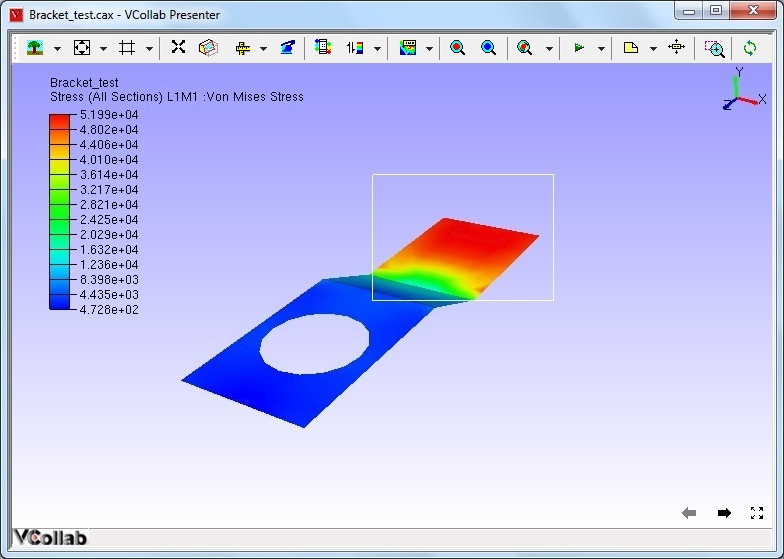 Bracket_test.cax - VCollab Presenter
Bracket_test
Stress (All Sections) L1M1 :Von Mises Stress
5.199e+04
4.802e+04
4.406e+04
4.010e+04
3.614e+04
3.217e+04
2.821e+04
2.425e+04
2.029e+04
1.632e+04
1.236e+04
8.398e+03
4.435e+03
4.728e+02
Y
X
Z
VCollab